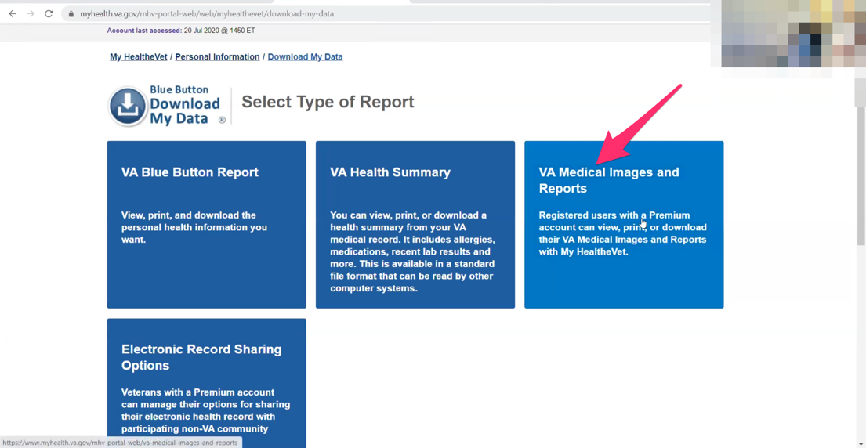 myhealth.va.gov/mhv-portal-web/web/myhealthevet/download-my-data
Account last assessed: 20 Jul 2020 @ 1450 ET
My HealtheVet / Personal Information / Download My Data
Blue Button
Download
My Data ®
Select Type of Report
VA Blue Button Report
View, print, and download the
personal health information you
want.
VA Health Summary
You can view, print, or download a
health summary from your VA
medical record. It includes allergies,
medications, recent lab results and
more. This is available in a standard
file format that can be read by other
computer systems.
VA Medical Images and
Reports
Registered users with a Premium
account can view, print, or download
their VA Medical Images and Reports
with My HealtheVet.
Electronic Record Sharing
Options
Veterans with a Premium account
can manage their options for sharing
their electronic health record with
participating non-VA community
https://www.myhealth.va.gov/mhv-portal-web/va-medical-images-and-reports